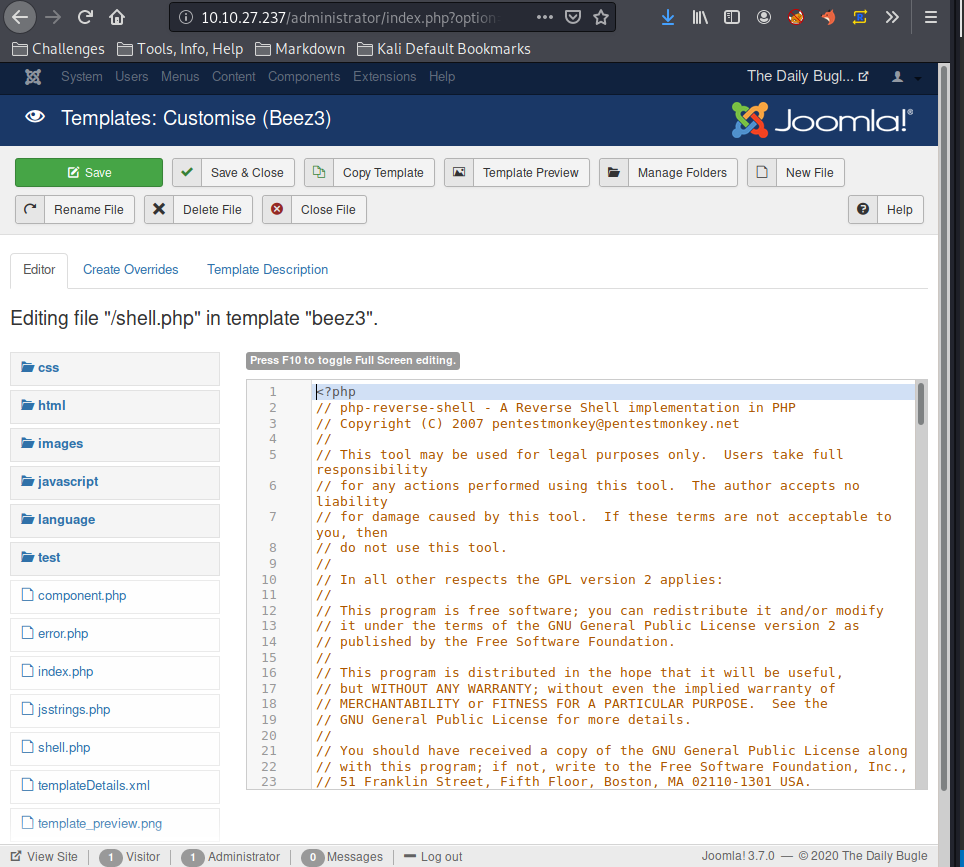 10.10.27.237/administrator/index.php?option
Challenges Tools, Info, Help Markdown Kali Default Bookmarks
System Users Menus Content Components Extensions Help The Daily Bugl...
Templates: Customise (Beez3) Joomla!®
Save Save & Close Copy Template Template Preview Manage Folders New File
Rename File Delete File Close File Help
Editor Create Overrides Template Description
Editing file "/shell.php" in template "beez3".
css
html
images
javascript
language
test
component.php
error.php
index.php
jsstrings.php
shell.php
templateDetails.xml
template_preview.png
Press F10 to toggle Full Screen editing.
1 <?php
2 // php-reverse-shell - A Reverse Shell implementation in PHP
3 // Copyright (C) 2007 pentestmonkey@pentestmonkey.net
4 //
5 // This tool may be used for legal purposes only.  Users take full
responsibility
6 // for any actions performed using this tool.  The author accepts no
liability
7 // for damage caused by this tool.  If these terms are not acceptable to
you, then
8 // do not use this tool.
9 //
10 // In all other respects the GPL version 2 applies:
11 //
12 // This program is free software; you can redistribute it and/or modify
13 // it under the terms of the GNU General Public License version 2 as
14 // published by the Free Software Foundation.
15 //
16 // This program is distributed in the hope that it will be useful,
17 // but WITHOUT ANY WARRANTY; without even the implied warranty of
18 // MERCHANTABILITY or FITNESS FOR A PARTICULAR PURPOSE.  See the
19 // GNU General Public License for more details.
20 //
21 // You should have received a copy of the GNU General Public License along
22 // with this program; if not, write to the Free Software Foundation, Inc.,
23 // 51 Franklin Street, Fifth Floor, Boston, MA 02110-1301 USA.
View Site 1 Visitor 1 Administrator 0 Messages Log out Joomla! 3.7.0 — © 2020 The Daily Bugle